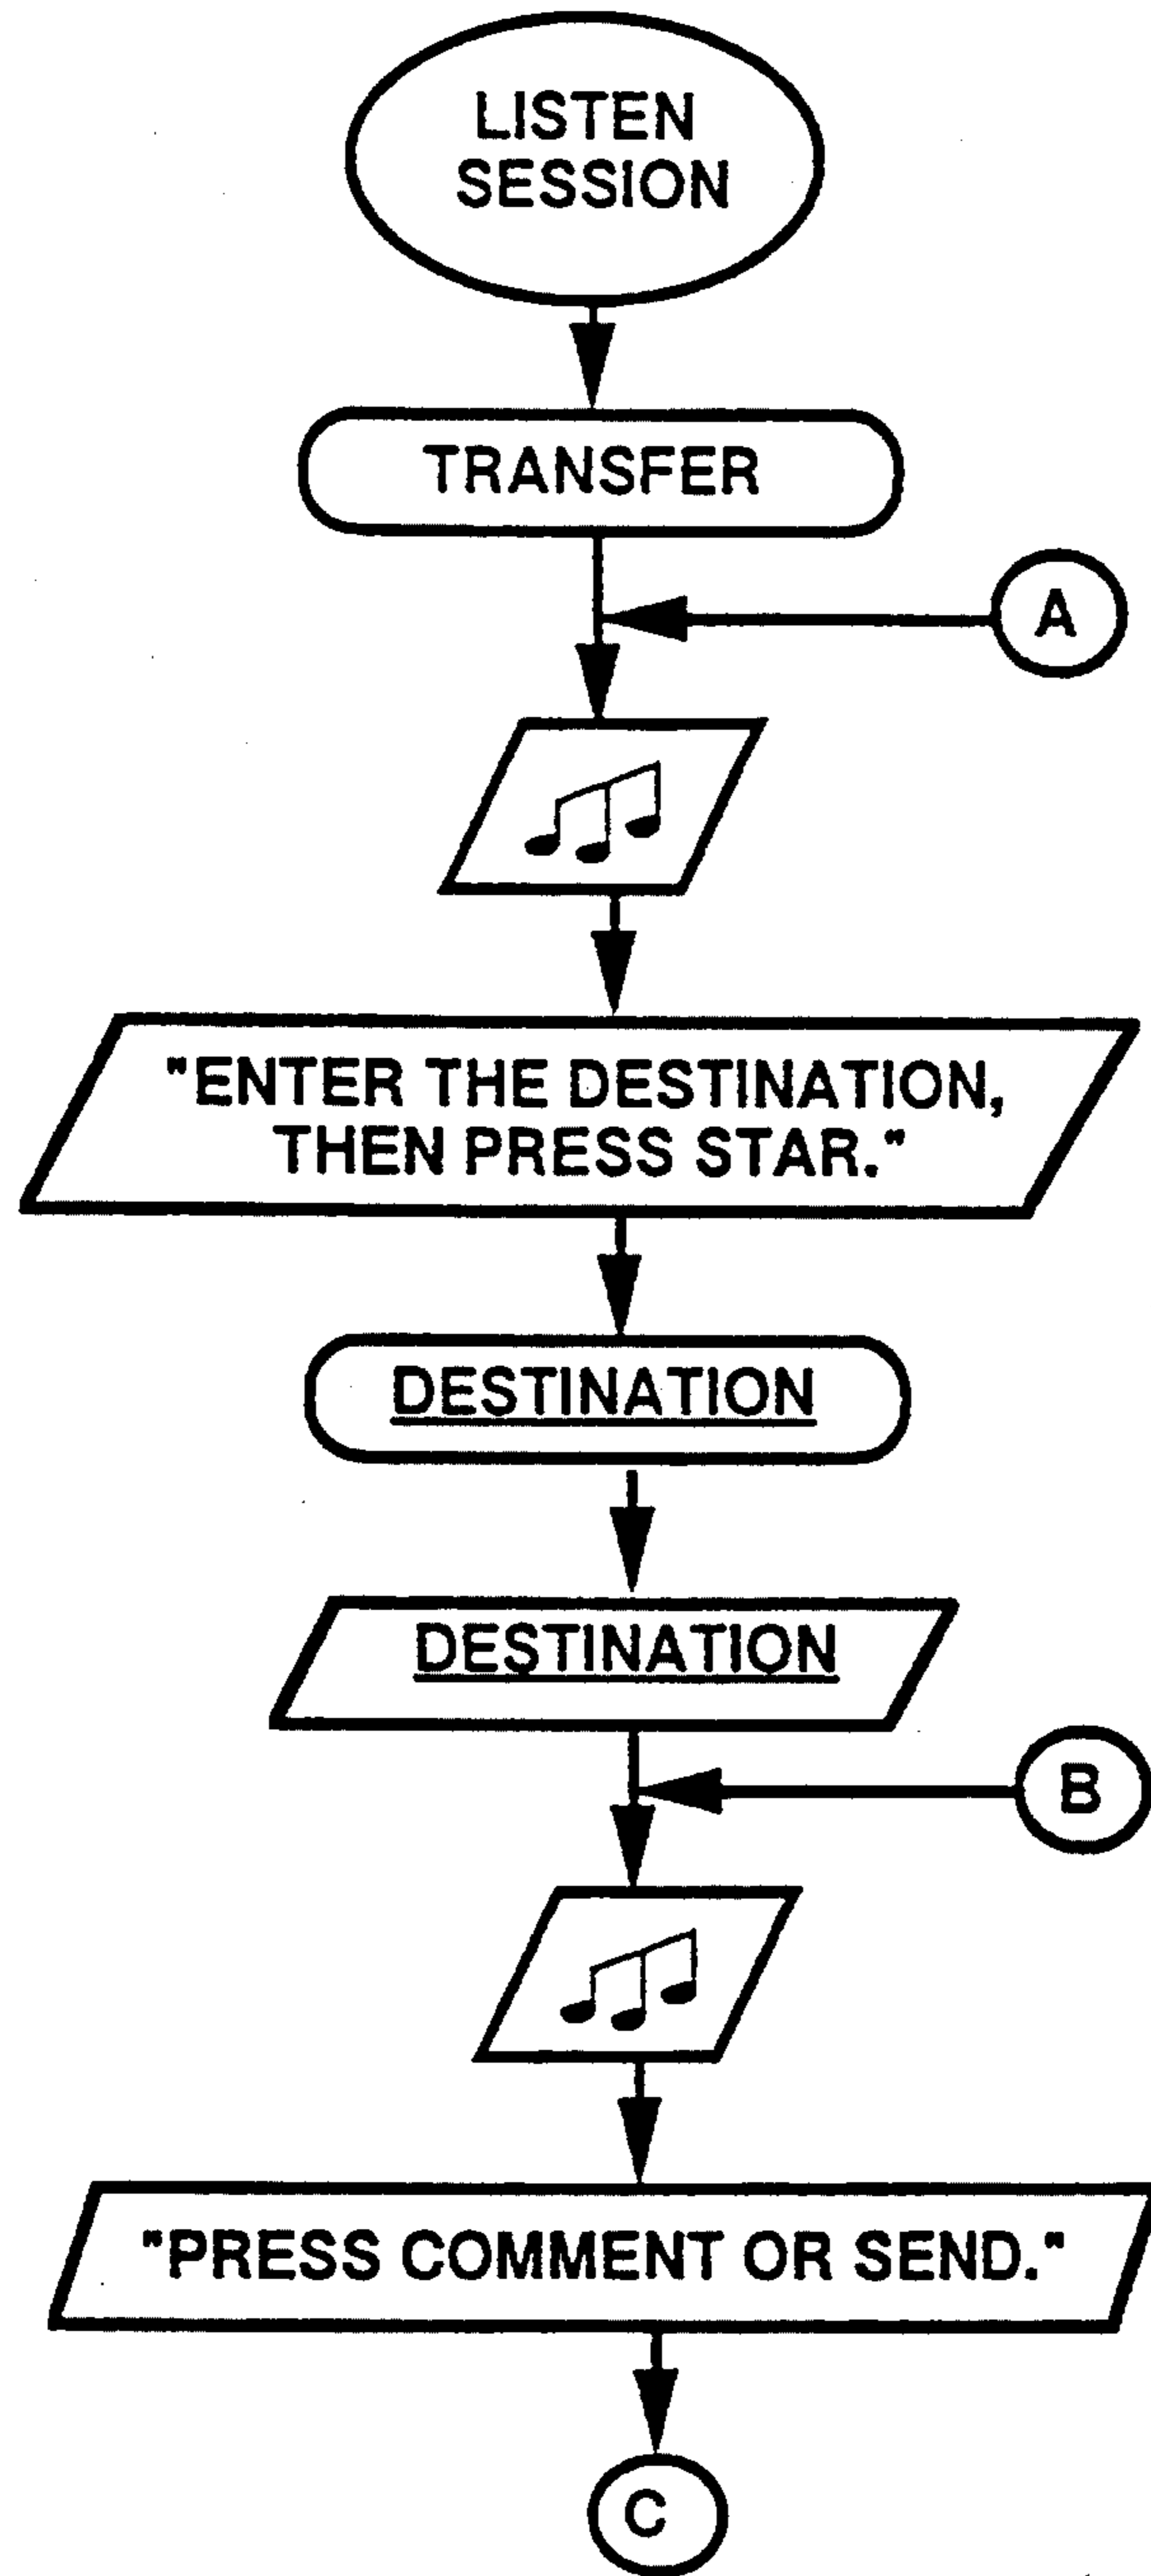 LISTEN
SESSION
TRANSFER
A
"ENTER THE DESTINATION,
THEN PRESS STAR."
DESTINATION
DESTINATION
B
"PRESS COMMENT OR SEND."
C